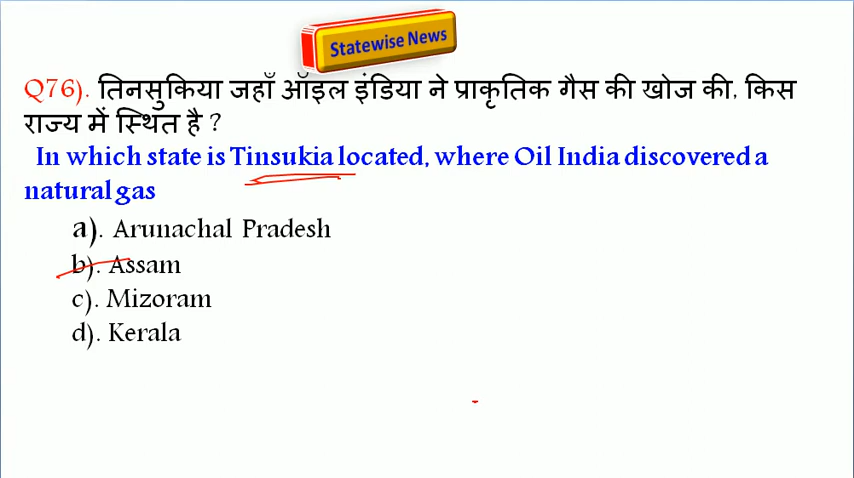 Statewise News
Q76). तिनसुकिया जहाँ ऑइल इंडिया ने प्राकृतिक गैस की खोज की, किस
राज्य में स्थित है ?
In which state is Tinsukia located, where Oil India discovered a
natural gas
a). Arunachal Pradesh
b). Assam
c). Mizoram
d). Kerala